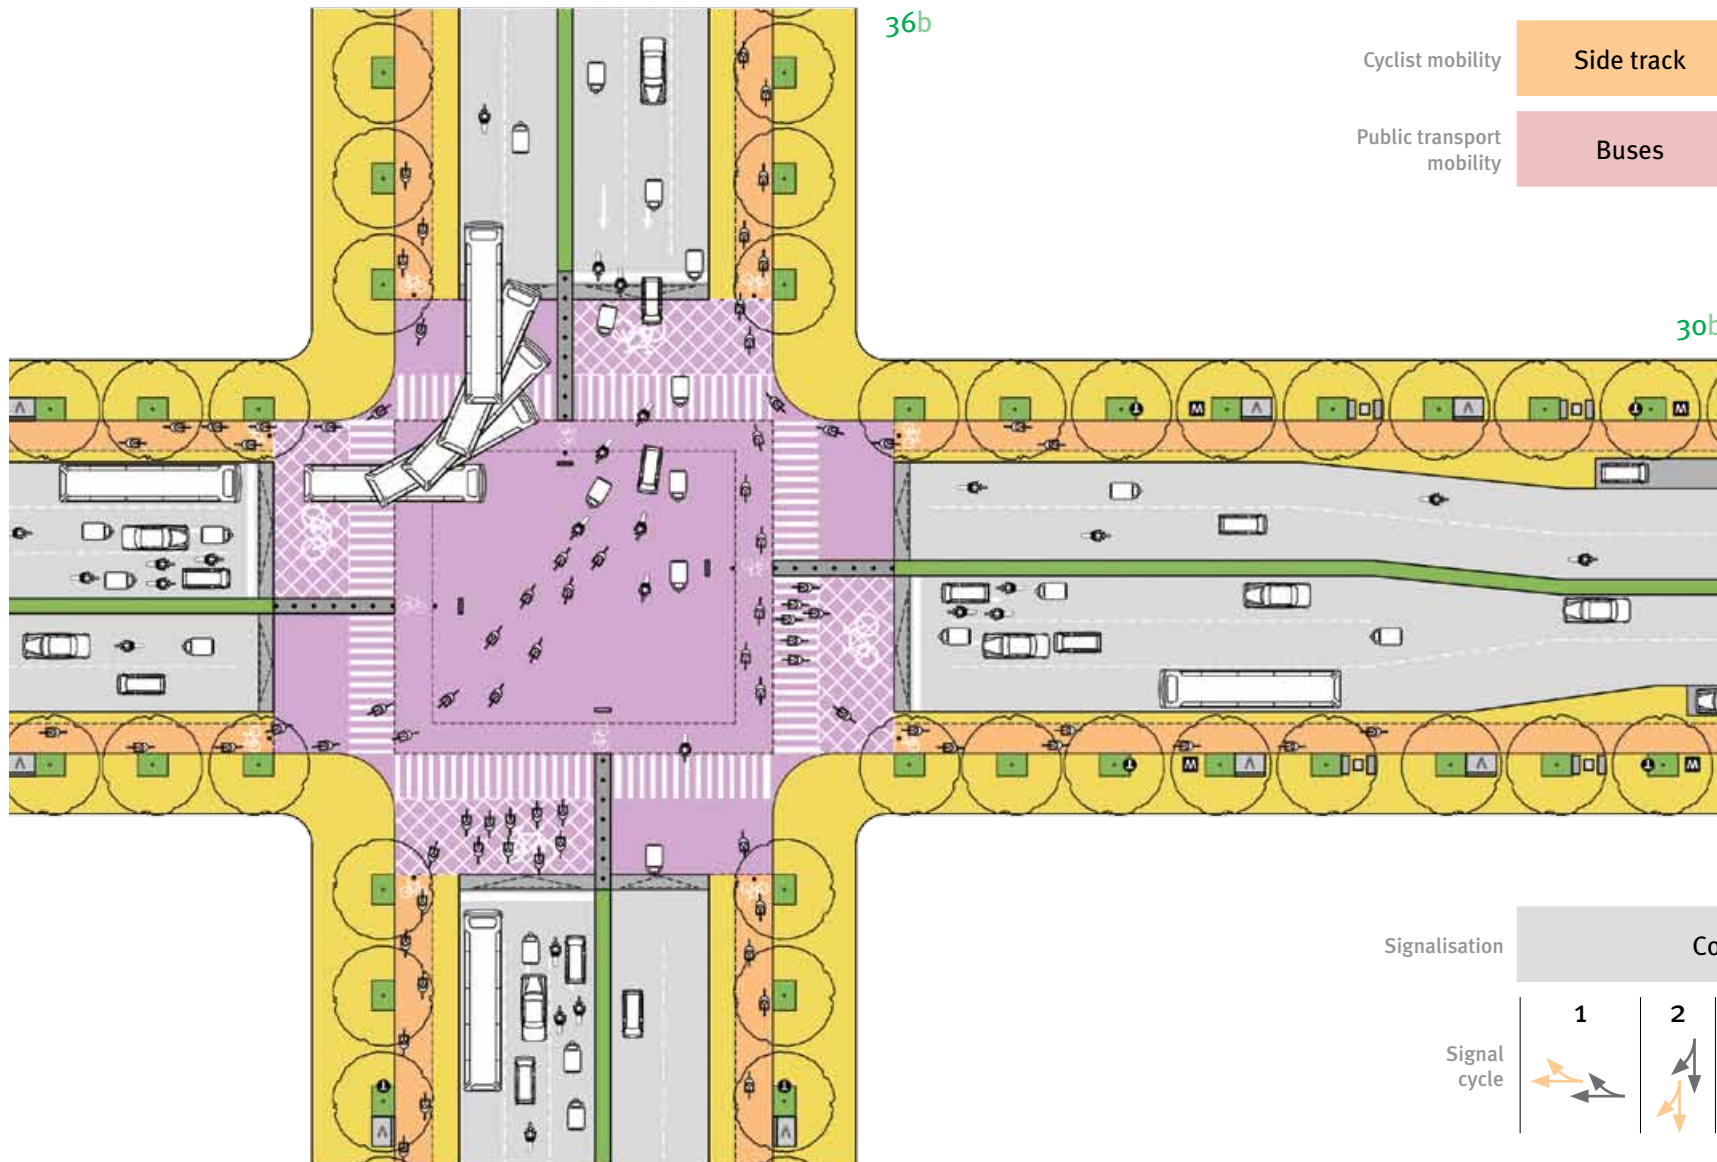 36b
Cyclist mobility
Side track
Public transport
mobility
Buses
30b
Signalisation
Co
1
2
Signal
cycle